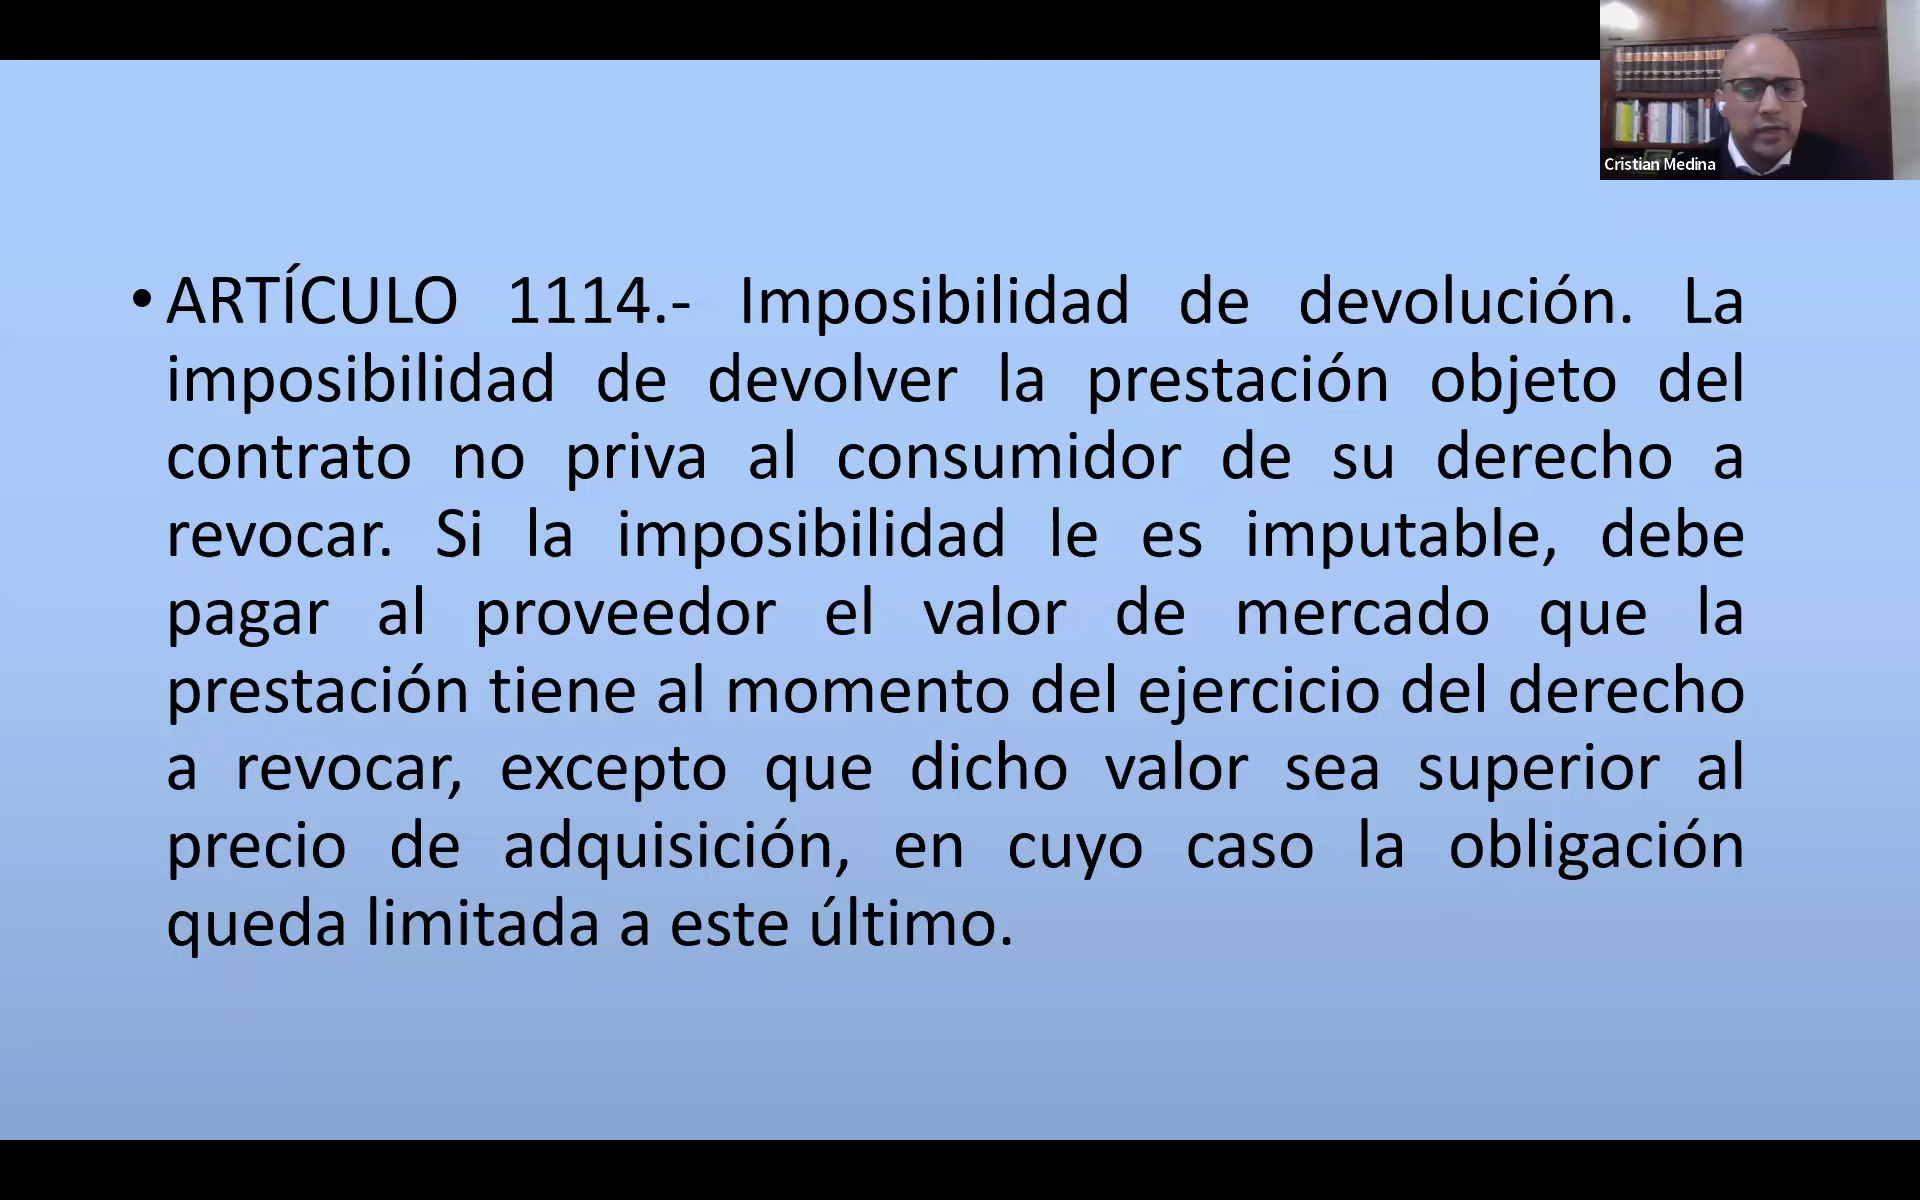 Cristian Medina
• ARTÍCULO 1114.- Imposibilidad de devolución. La
imposibilidad de devolver la prestación objeto del
contrato no priva al consumidor de su derecho a
revocar. Si la imposibilidad le es imputable, debe
pagar al proveedor el valor de mercado que la
prestación tiene al momento del ejercicio del derecho
a revocar, excepto que dicho valor sea superior al
precio de adquisición, en cuyo caso la obligación
queda limitada a este último.